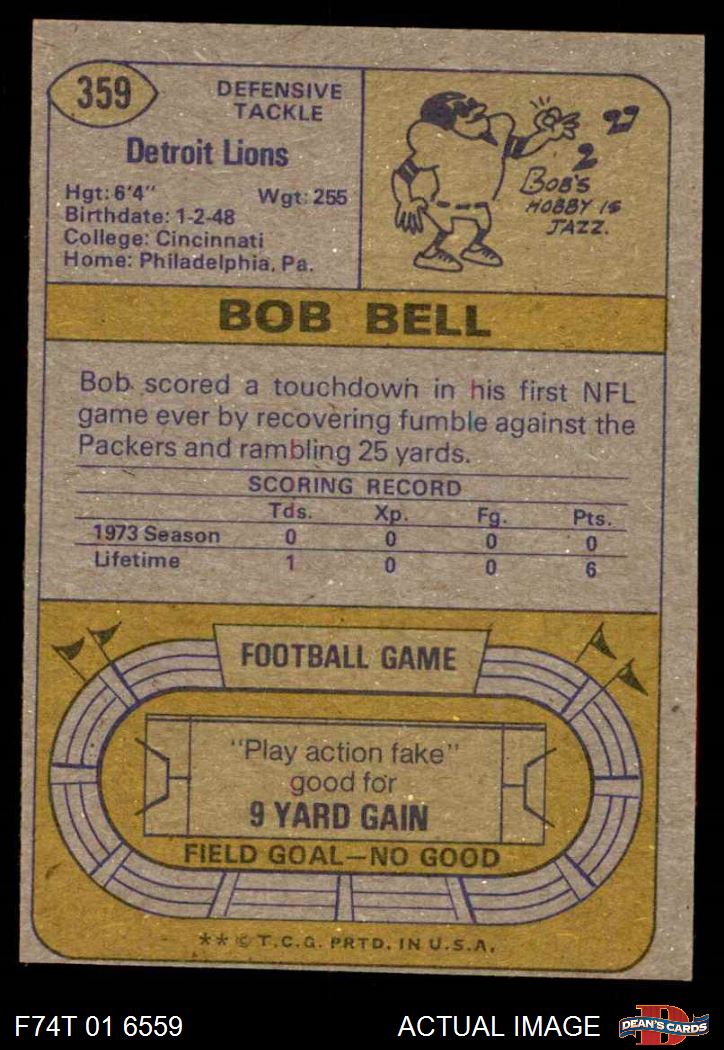 359
DEFENSIVE
TACKLE
Detroit Lions
Hgt: 6'4" Wgt: 255
Birthdate: 1-2-48
College: Cincinnati
Home: Philadelphia, Pa.
BOB'S
HOBBY IS
JAZZ.
BOB BELL
Bob scored a touchdown in his first NFL
game ever by recovering fumble against the
Packers and rambling 25 yards.
SCORING RECORD
Tds. Xp. Fg. Pts.
1973 Season 0 0 0 0
Lifetime 1 0 0 6
FOOTBALL GAME
"Play action fake"
good for
9 YARD GAIN
FIELD GOAL—NO GOOD
** © T.C.G. PRTD. IN U.S.A.
F74T 01 6559 ACTUAL IMAGE
D
DEAN'S CARDS